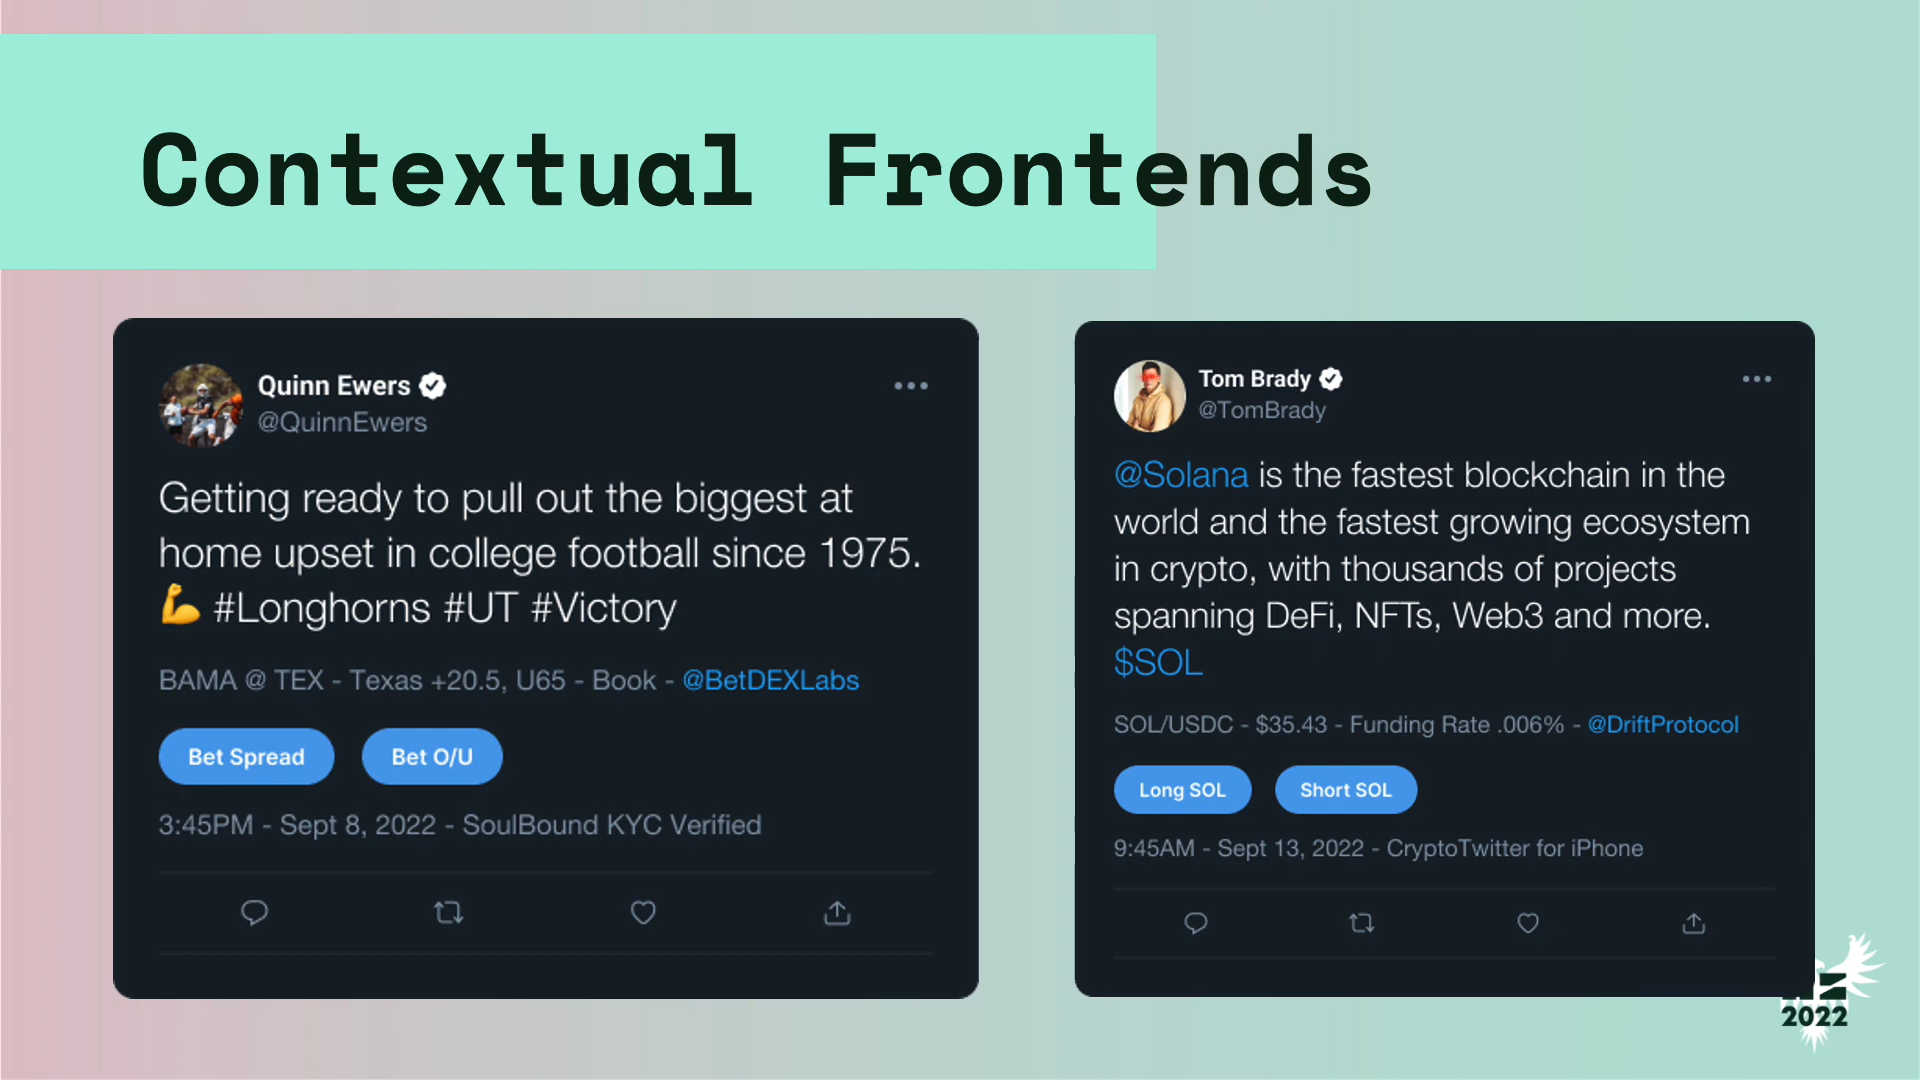 Contextual Frontends
Quinn Ewers
@QuinnEwers
Getting ready to pull out the biggest at
home upset in college football since 1975.
💪 #Longhorns #UT #Victory
BAMA @ TEX - Texas +20.5, U65 - Book - @BetDEXLabs
Bet Spread
Bet O/U
3:45PM - Sept 8, 2022 - SoulBound KYC Verified
Tom Brady
@TomBrady
@Solana is the fastest blockchain in the
world and the fastest growing ecosystem
in crypto, with thousands of projects
spanning DeFi, NFTs, Web3 and more.
$SOL
SOL/USDC - $35.43 - Funding Rate .006% - @DriftProtocol
Long SOL
Short SOL
9:45AM - Sept 13, 2022 - CryptoTwitter for iPhone
2022